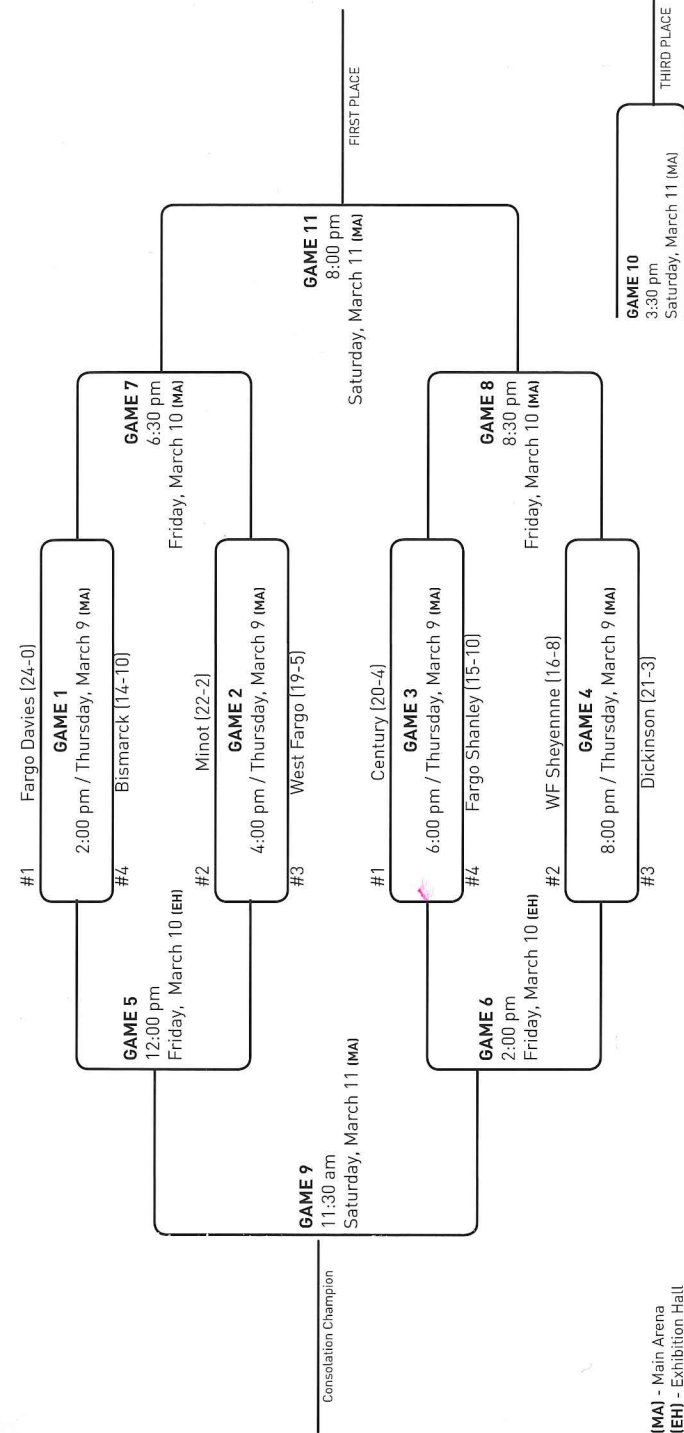 #1 Fargo Davies (24-0)
GAME 1
2:00 pm / Thursday, March 9 (MA)
#4 Bismarck (14-10)
#2 Minot (22-2)
GAME 2
4:00 pm / Thursday, March 9 (MA)
#3 West Fargo (19-5)
#1 Century (20-4)
GAME 3
6:00 pm / Thursday, March 9 (MA)
#4 Fargo Shanley (15-10)
#2 WF Sheyennne (16-8)
GAME 4
8:00 pm / Thursday, March 9 (MA)
#3 Dickinson (21-3)
GAME 5
12:00 pm
Friday, March 10 (EH)
GAME 6
2:00 pm
Friday, March 10 (EH)
GAME 7
6:30 pm
Friday, March 10 (MA)
GAME 8
8:30 pm
Friday, March 10 (MA)
GAME 9
11:30 am
Saturday, March 11 (MA)
Consolation Champion
GAME 11
8:00 pm
Saturday, March 11 (MA)
FIRST PLACE
GAME 10
3:30 pm
Saturday, March 11 (MA)
THIRD PLACE
(MA) - Main Arena
(EH) - Exhibition Hall